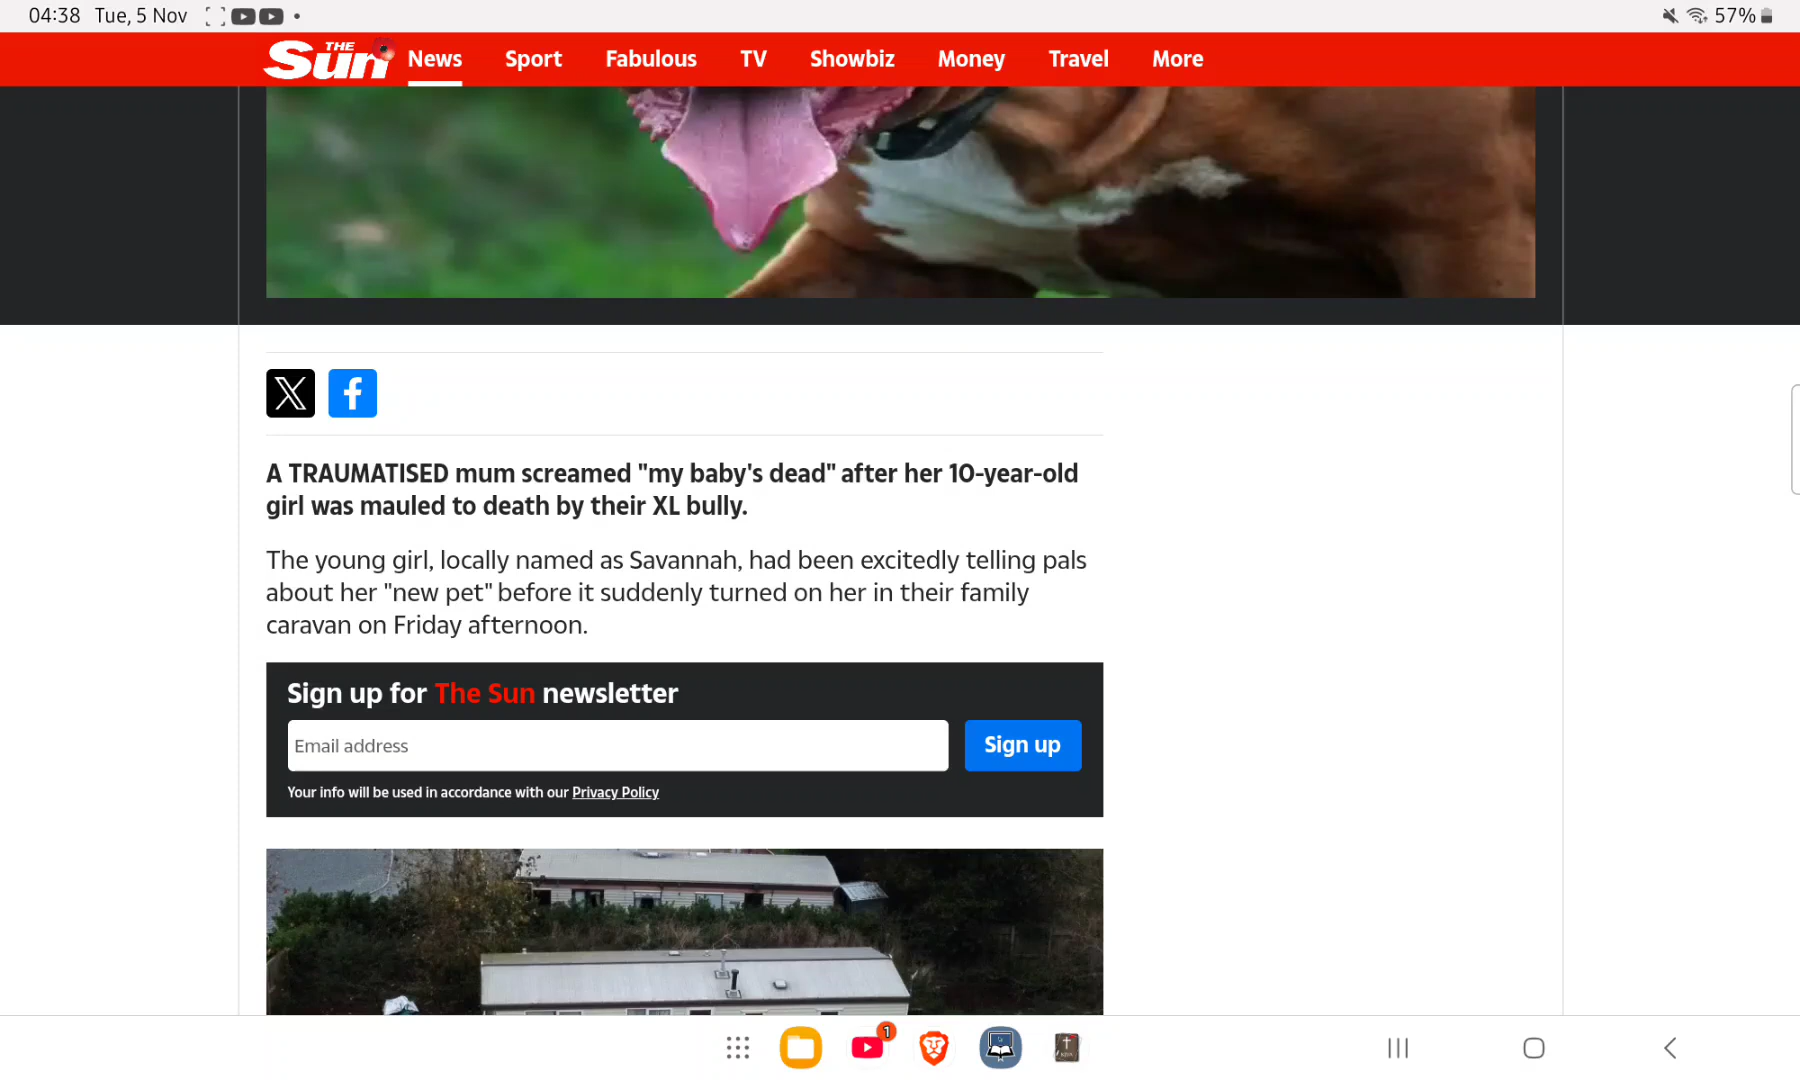 04:38 Tue, 5 Nov
57%
THE Sun
News Sport Fabulous TV Showbiz Money Travel More
A TRAUMATISED mum screamed "my baby's dead" after her 10-year-old
girl was mauled to death by their XL bully.
The young girl, locally named as Savannah, had been excitedly telling pals
about her "new pet" before it suddenly turned on her in their family
caravan on Friday afternoon.
Sign up for The Sun newsletter
Email address
Sign up
Your info will be used in accordance with our Privacy Policy
1